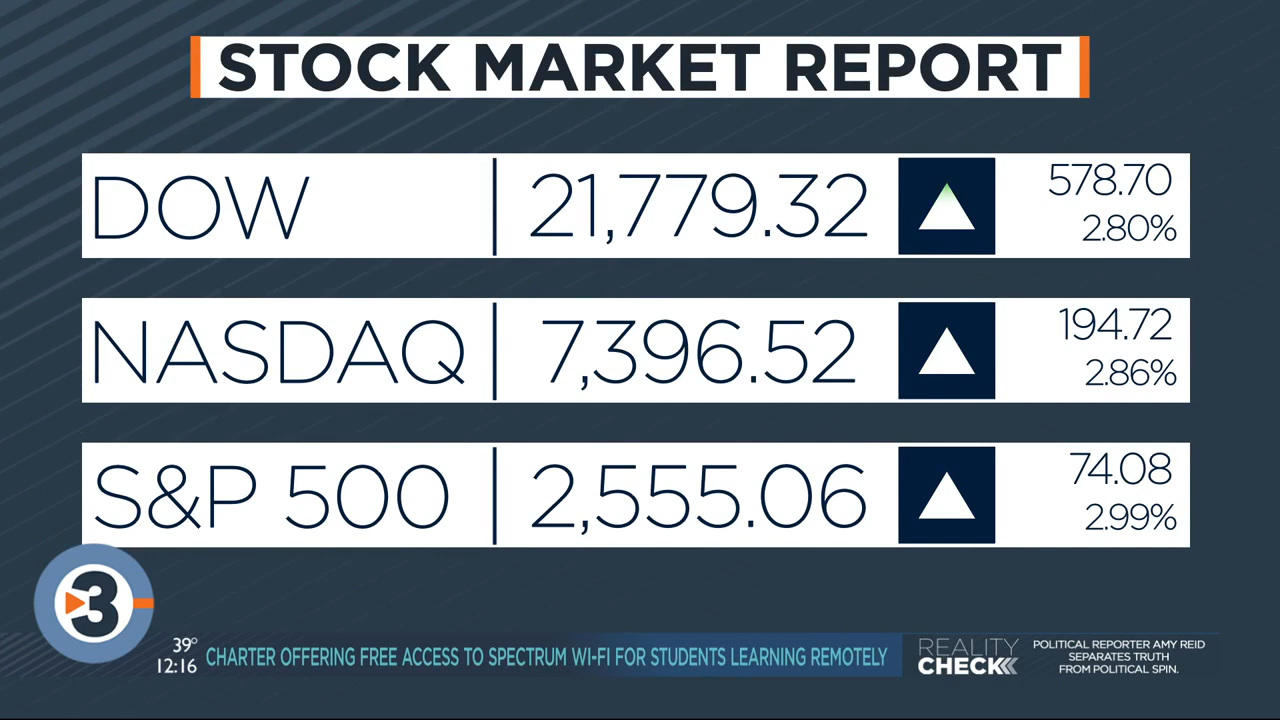 STOCK MARKET REPORT
DOW 21,779.32 578.70
2.80%
NASDAQ 7,396.52 194.72
2.86%
S&P 500 2,555.06 74.08
2.99%
3
39°
12:16
CHARTER OFFERING FREE ACCESS TO SPECTRUM WI-FI FOR STUDENTS LEARNING REMOTELY
REALITY
CHECK
POLITICAL REPORTER AMY REID
SEPARATES TRUTH
FROM POLITICAL SPIN.